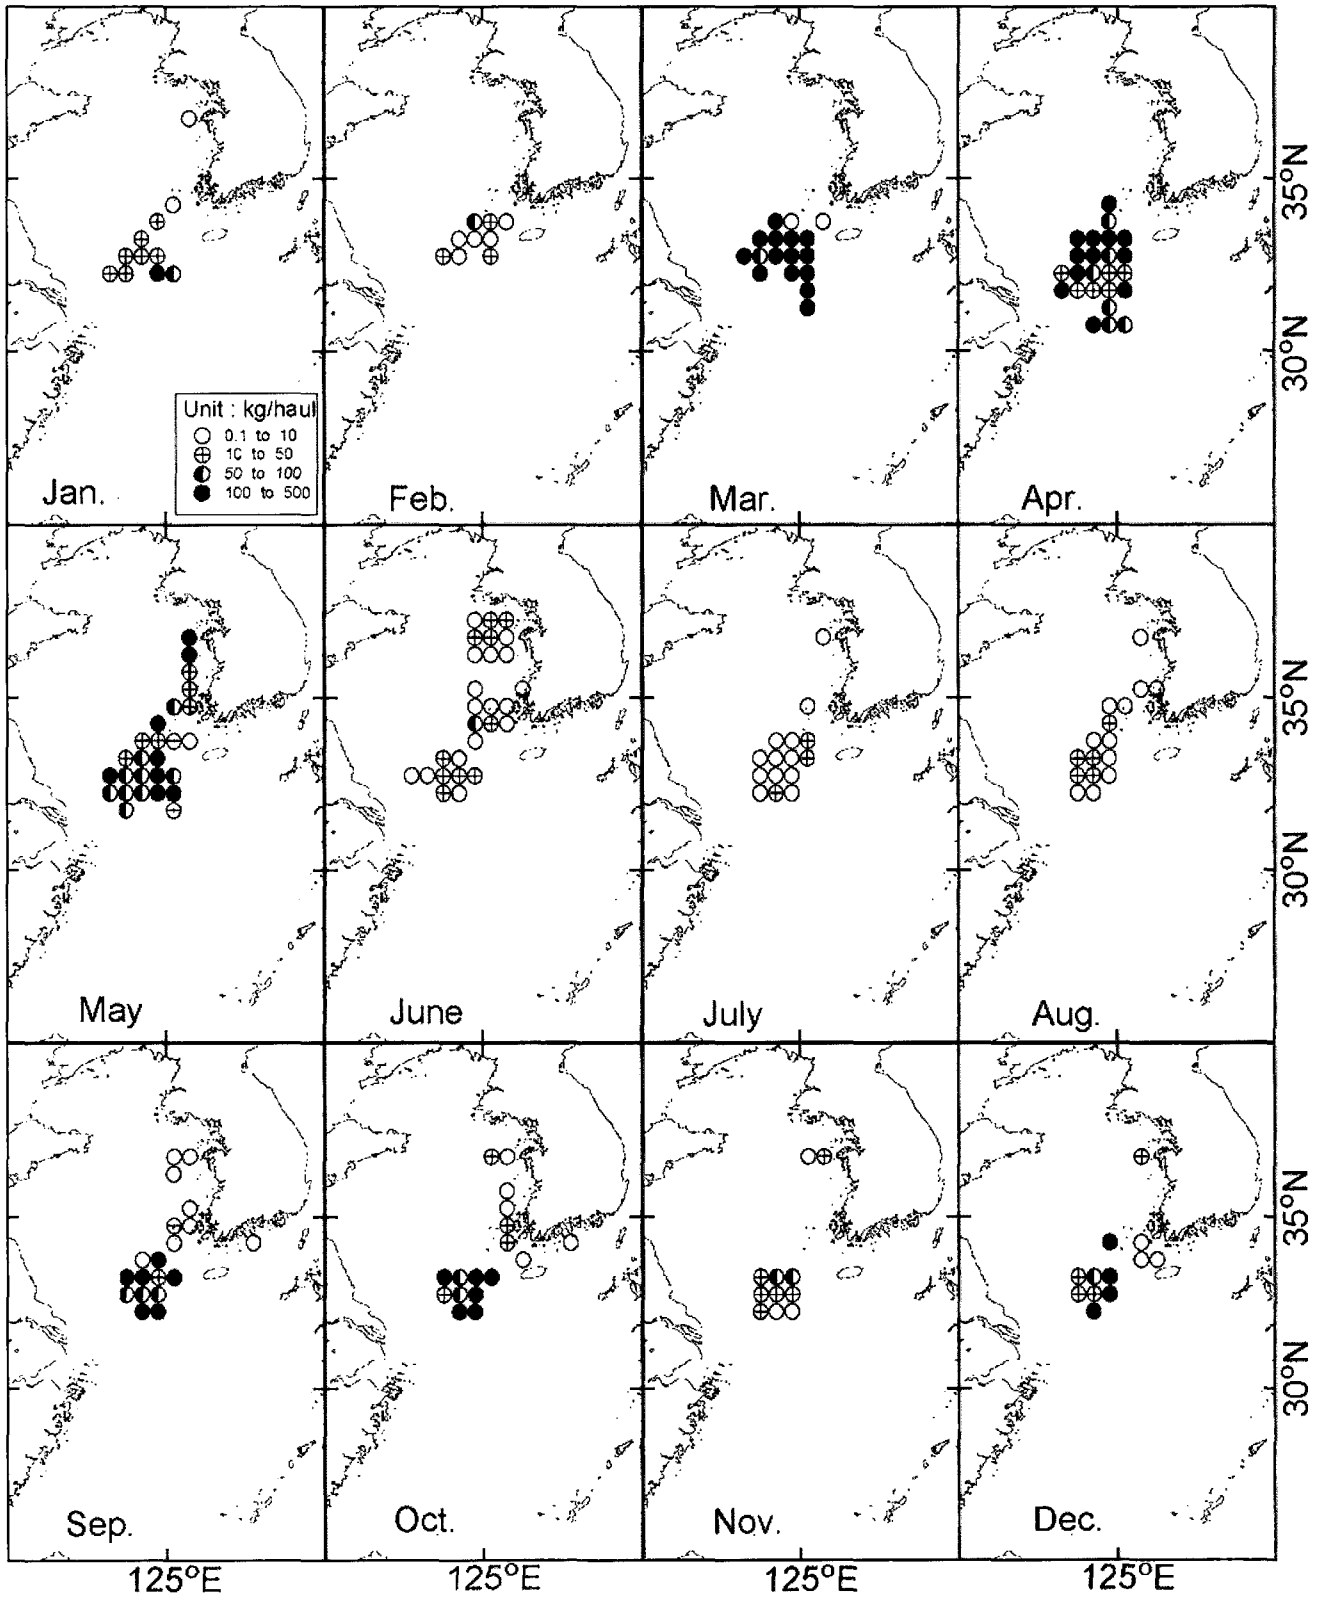 35°N
30°N
Unit : kg/haul
0.1 to 10
10 to 50
50 to 100
100 to 500
Jan.
Feb.
Mar.
Apr.
35°N
30°N
May
June
July
Aug.
35°N
30°N
Sep.
Oct.
Nov.
Dec.
125°E
125°E
125°E
125°E